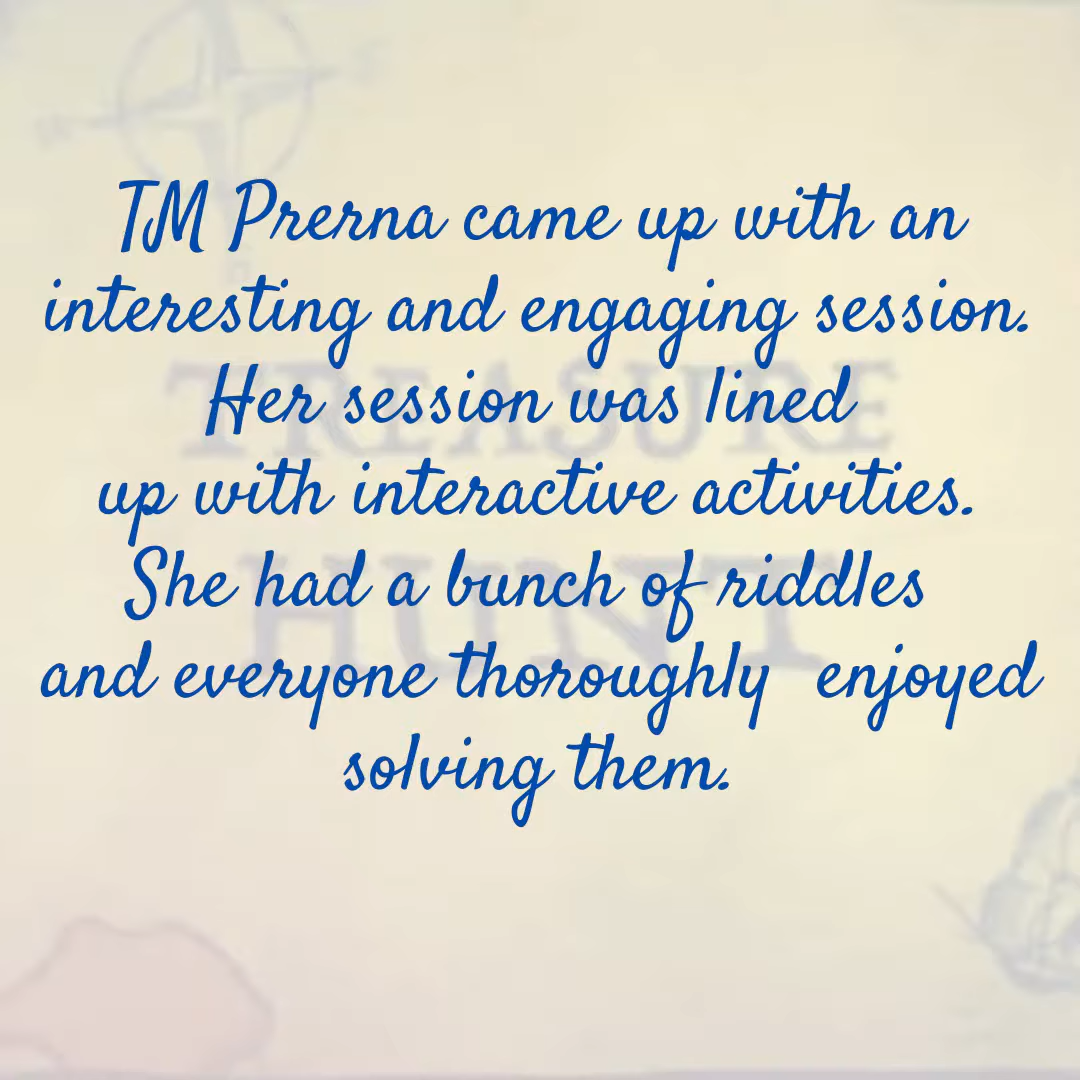 TM Prerna came up with an
interesting and engaging session.
Her session was lined
up with interactive activities.
She had a bunch of riddles
and everyone thoroughly enjoyed
solving them.
TREASURE
HUNT